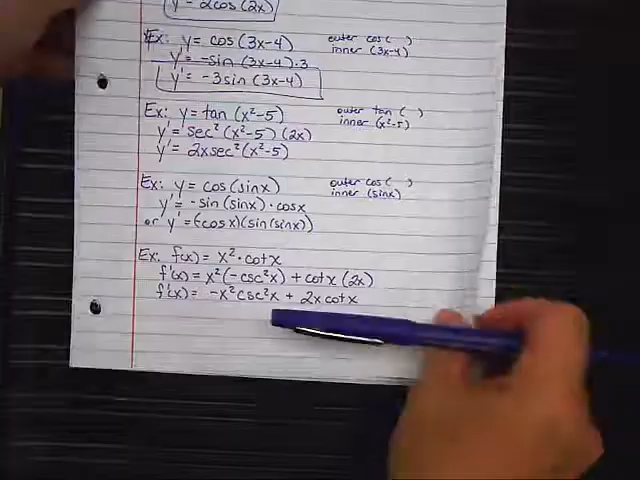 y' = 2cos(2x)
Ex: y = cos(3x-4) outer cos( )
y' = -sin(3x-4)·3 inner (3x-4)
y' = -3sin(3x-4)
Ex: y = tan(x²-5) outer tan( )
y' = sec²(x²-5)(2x) inner (x²-5)
y' = 2xsec²(x²-5)
Ex: y = cos(sinx) outer cos( )
y' = -sin(sinx)·cosx inner (sinx)
or y' = (-cosx)(sin(sinx))
Ex: f(x) = x²·cotx
f'(x) = x²(-csc²x) + cotx(2x)
f'(x) = -x²csc²x + 2xcotx